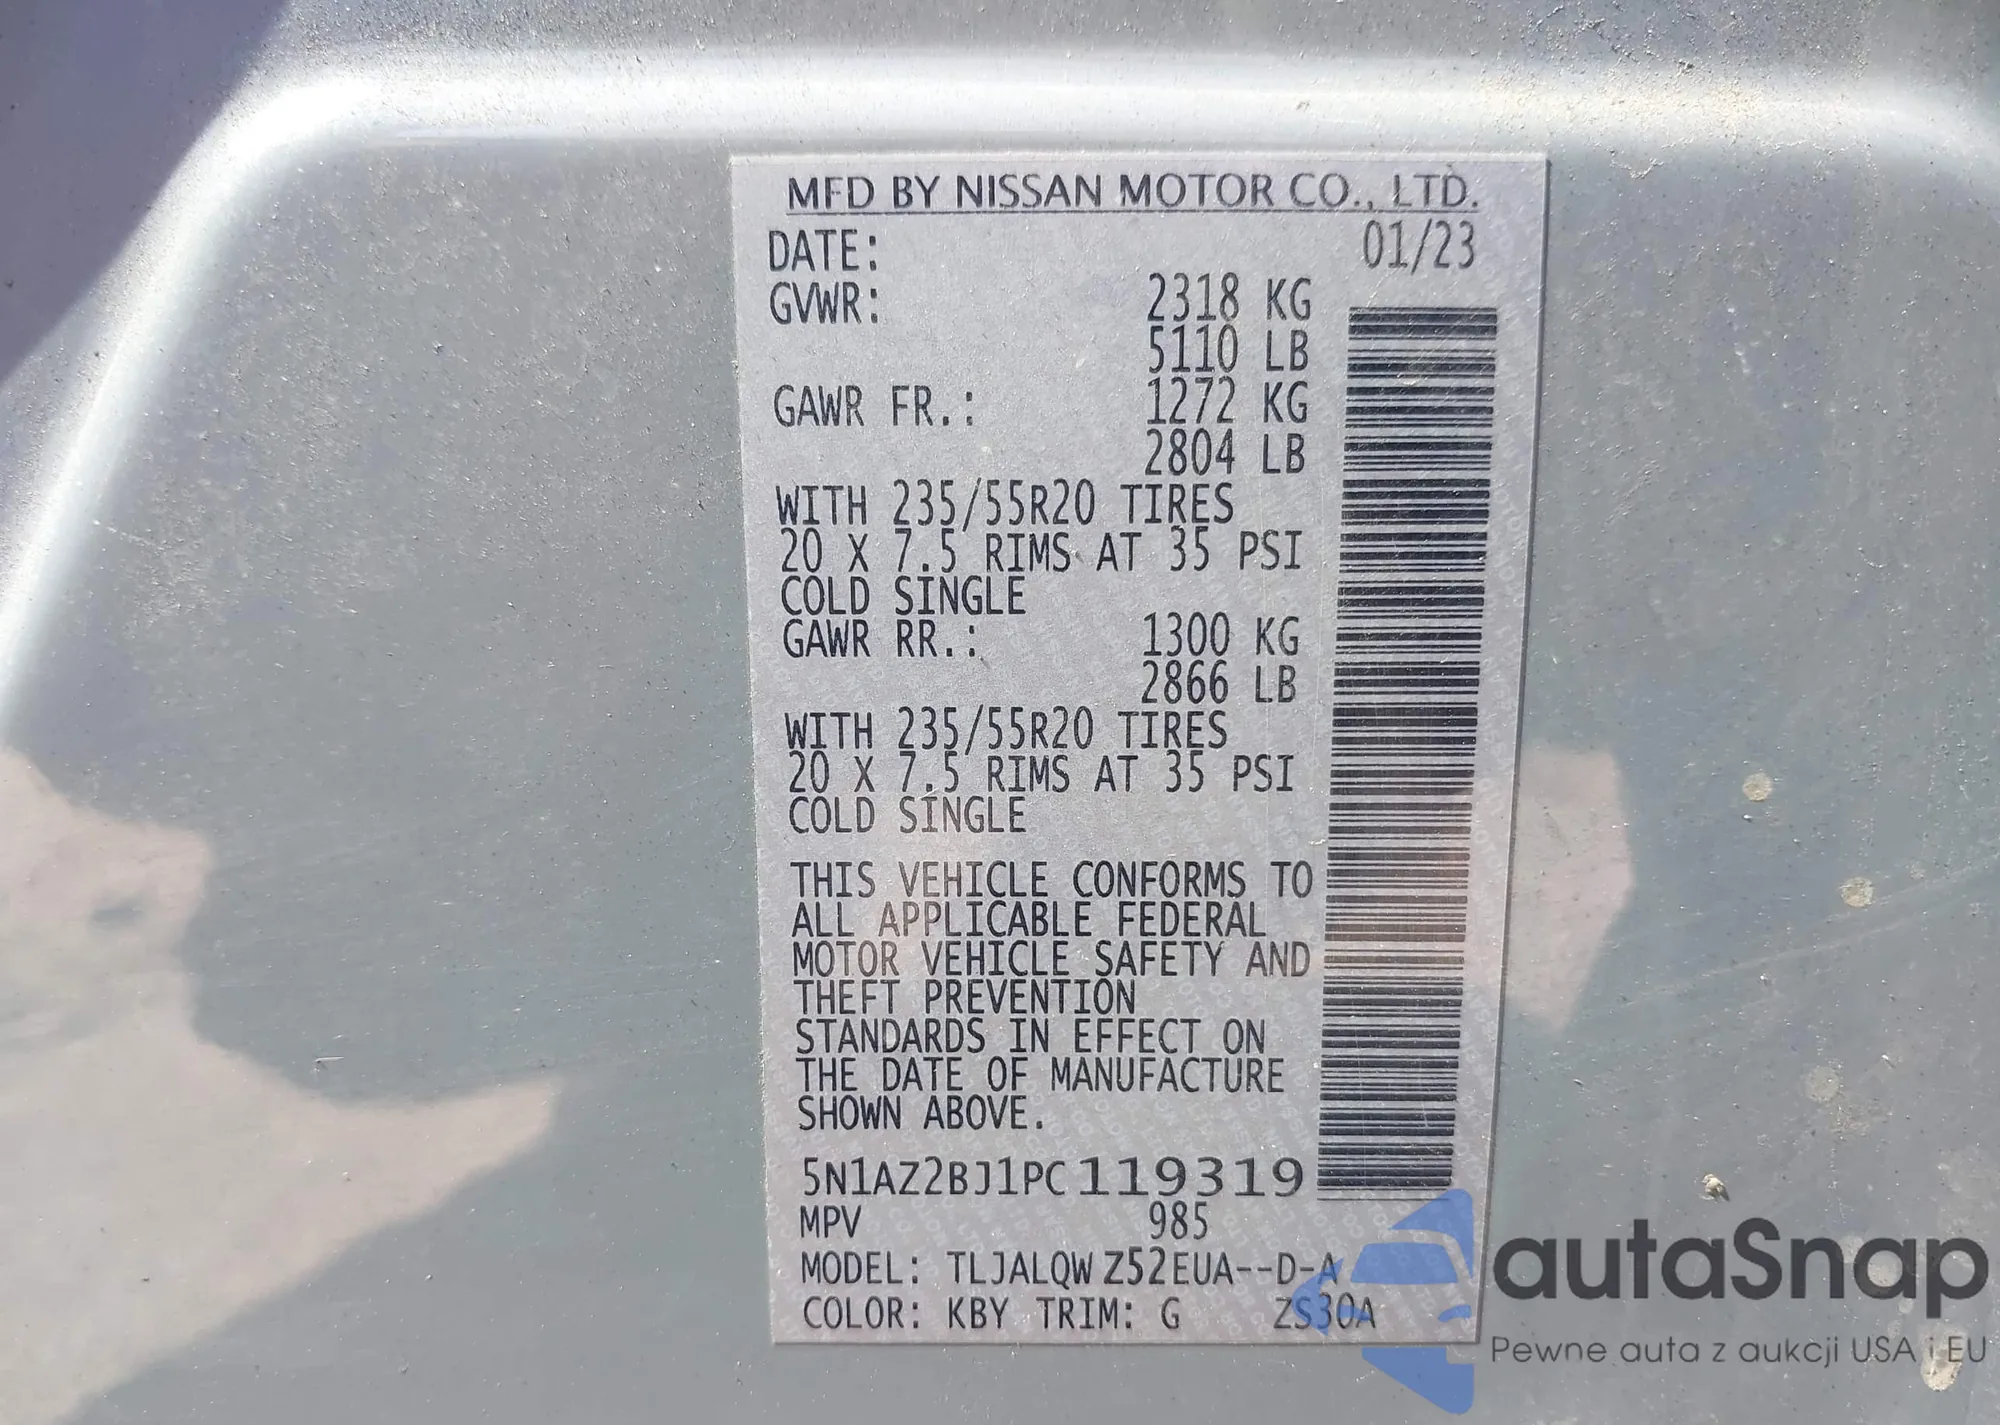 MFD BY NISSAN MOTOR CO., LTD.
DATE: 01/23
GVWR: 2318 KG
5110 LB
GAWR FR.: 1272 KG
2804 LB
WITH 235/55R20 TIRES
20 X 7.5 RIMS AT 35 PSI
COLD SINGLE
GAWR RR.: 1300 KG
2866 LB
WITH 235/55R20 TIRES
20 X 7.5 RIMS AT 35 PSI
COLD SINGLE
THIS VEHICLE CONFORMS TO
ALL APPLICABLE FEDERAL
MOTOR VEHICLE SAFETY AND
THEFT PREVENTION
STANDARDS IN EFFECT ON
THE DATE OF MANUFACTURE
SHOWN ABOVE.
5N1AZ2BJ1PC119319
MPV 985
MODEL: TLJALQW Z52EUA--D-A
COLOR: KBY TRIM: G ZS30A
autaSnap
Pewne auta z aukcji USA i EU